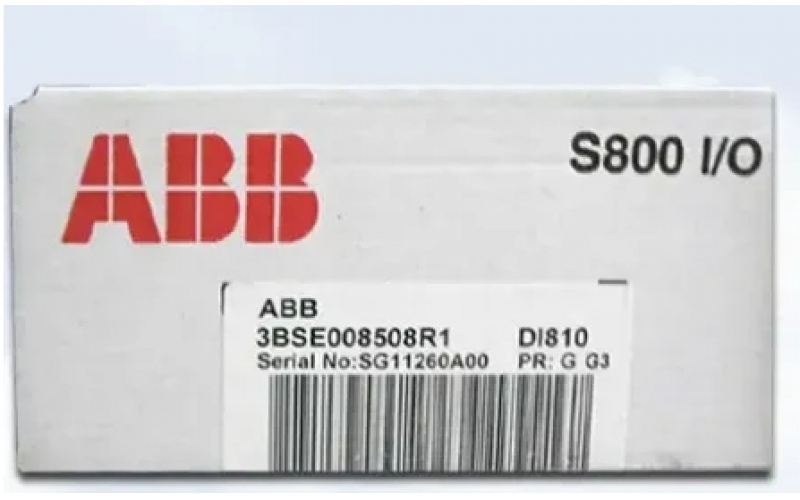 ABB
S800 I/O
ABB
3BSE008508R1 DI810
Serial No:SG11260A00 PR: G G3